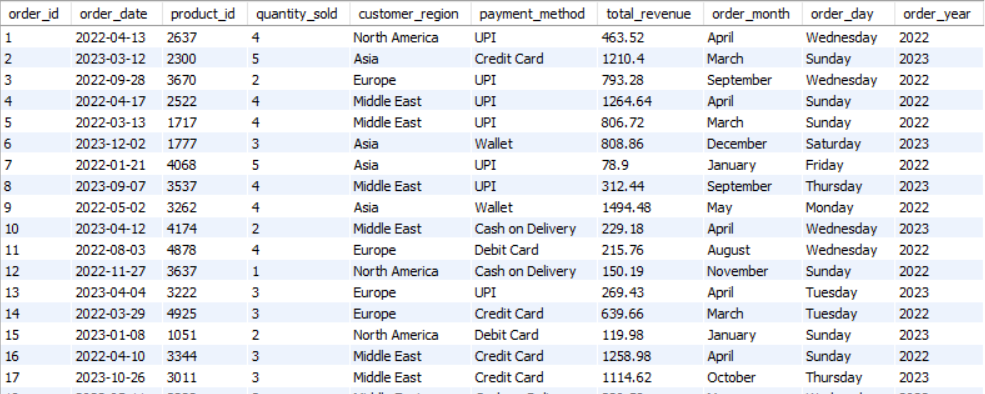 order_id order_date product_id quantity_sold customer_region payment_method total_revenue order_month order_day order_year
1 2022-04-13 2637 4 North America UPI 463.52 April Wednesday 2022
2 2023-03-12 2300 5 Asia Credit Card 1210.4 March Sunday 2023
3 2022-09-28 3670 2 Europe UPI 793.28 September Wednesday 2022
4 2022-04-17 2522 4 Middle East UPI 1264.64 April Sunday 2022
5 2022-03-13 1717 4 Middle East UPI 806.72 March Sunday 2022
6 2023-12-02 1777 3 Asia Wallet 808.86 December Saturday 2023
7 2022-01-21 4068 5 Asia UPI 78.9 January Friday 2022
8 2023-09-07 3537 4 Middle East UPI 312.44 September Thursday 2023
9 2022-05-02 3262 4 Asia Wallet 1494.48 May Monday 2022
10 2023-04-12 4174 2 Middle East Cash on Delivery 229.18 April Wednesday 2023
11 2022-08-03 4878 4 Europe Debit Card 215.76 August Wednesday 2022
12 2022-11-27 3637 1 North America Cash on Delivery 150.19 November Sunday 2022
13 2023-04-04 3222 3 Europe UPI 269.43 April Tuesday 2023
14 2022-03-29 4925 3 Europe Credit Card 639.66 March Tuesday 2022
15 2023-01-08 1051 2 North America Debit Card 119.98 January Sunday 2023
16 2022-04-10 3344 3 Middle East Credit Card 1258.98 April Sunday 2022
17 2023-10-26 3011 3 Middle East Credit Card 1114.62 October Thursday 2023